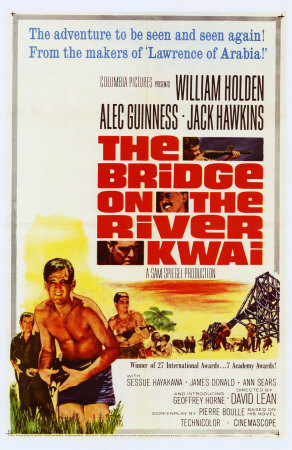 The adventure to be seen and seen again!
From the makers of 'Lawrence of Arabia!'
COLUMBIA PICTURES PRESENTS WILLIAM HOLDEN
ALEC GUINNESS · JACK HAWKINS
THE
BRIDGE
ON THE
RIVER
KWAI
A SAM SPIEGEL PRODUCTION
Winner of 27 International Awards...7 Academy Awards!
WITH
SESSUE HAYAKAWA · JAMES DONALD · ANN SEARS
AND INTRODUCING
GEOFFREY HORNE
DIRECTED BY
DAVID LEAN
SCREENPLAY BY PIERRE BOULLE BASED ON HIS NOVEL
TECHNICOLOR · CINEMASCOPE